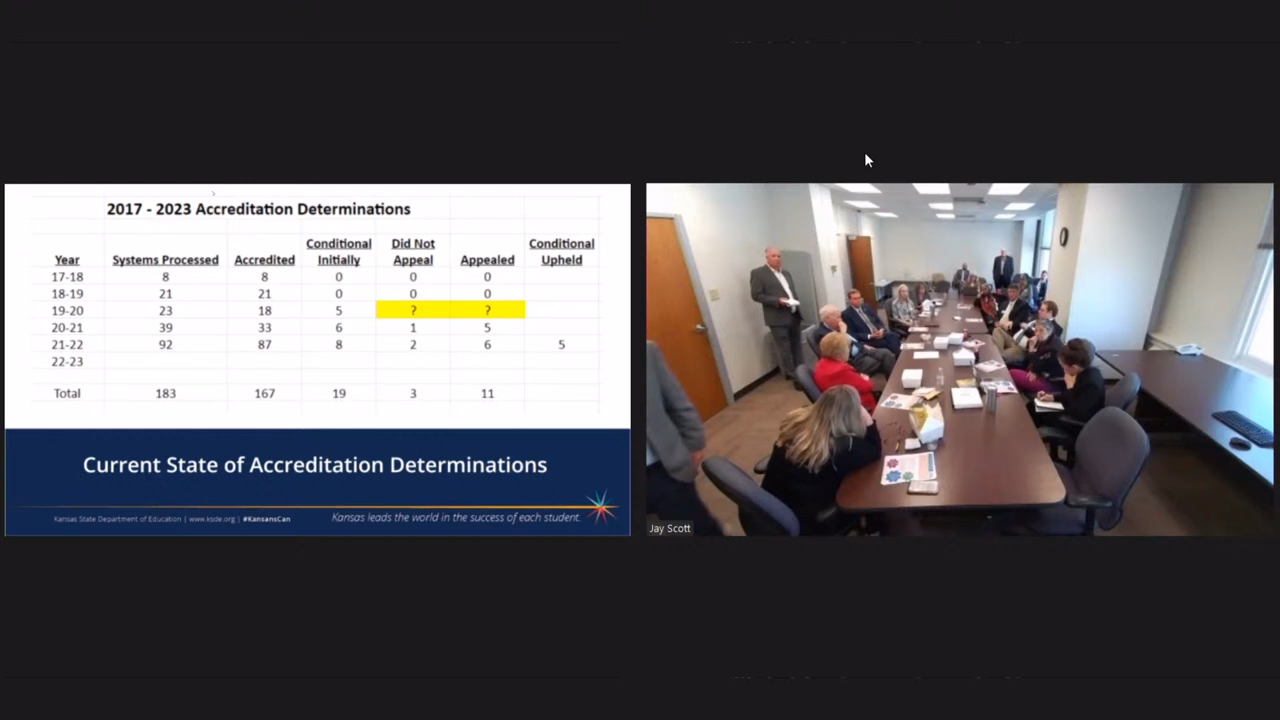 2017 - 2023 Accreditation Determinations
Year Systems Processed Accredited Conditional Initially Did Not Appeal Appealed Conditional Upheld
17-18 8 8 0 0 0
18-19 21 21 0 0 0
19-20 23 18 5 ? ?
20-21 39 33 6 1 5
21-22 92 87 8 2 6 5
22-23
Total 183 167 19 3 11
Current State of Accreditation Determinations
Kansas State Department of Education | www.ksde.org | #KansansCan
Kansas leads the world in the success of each student.
Jay Scott